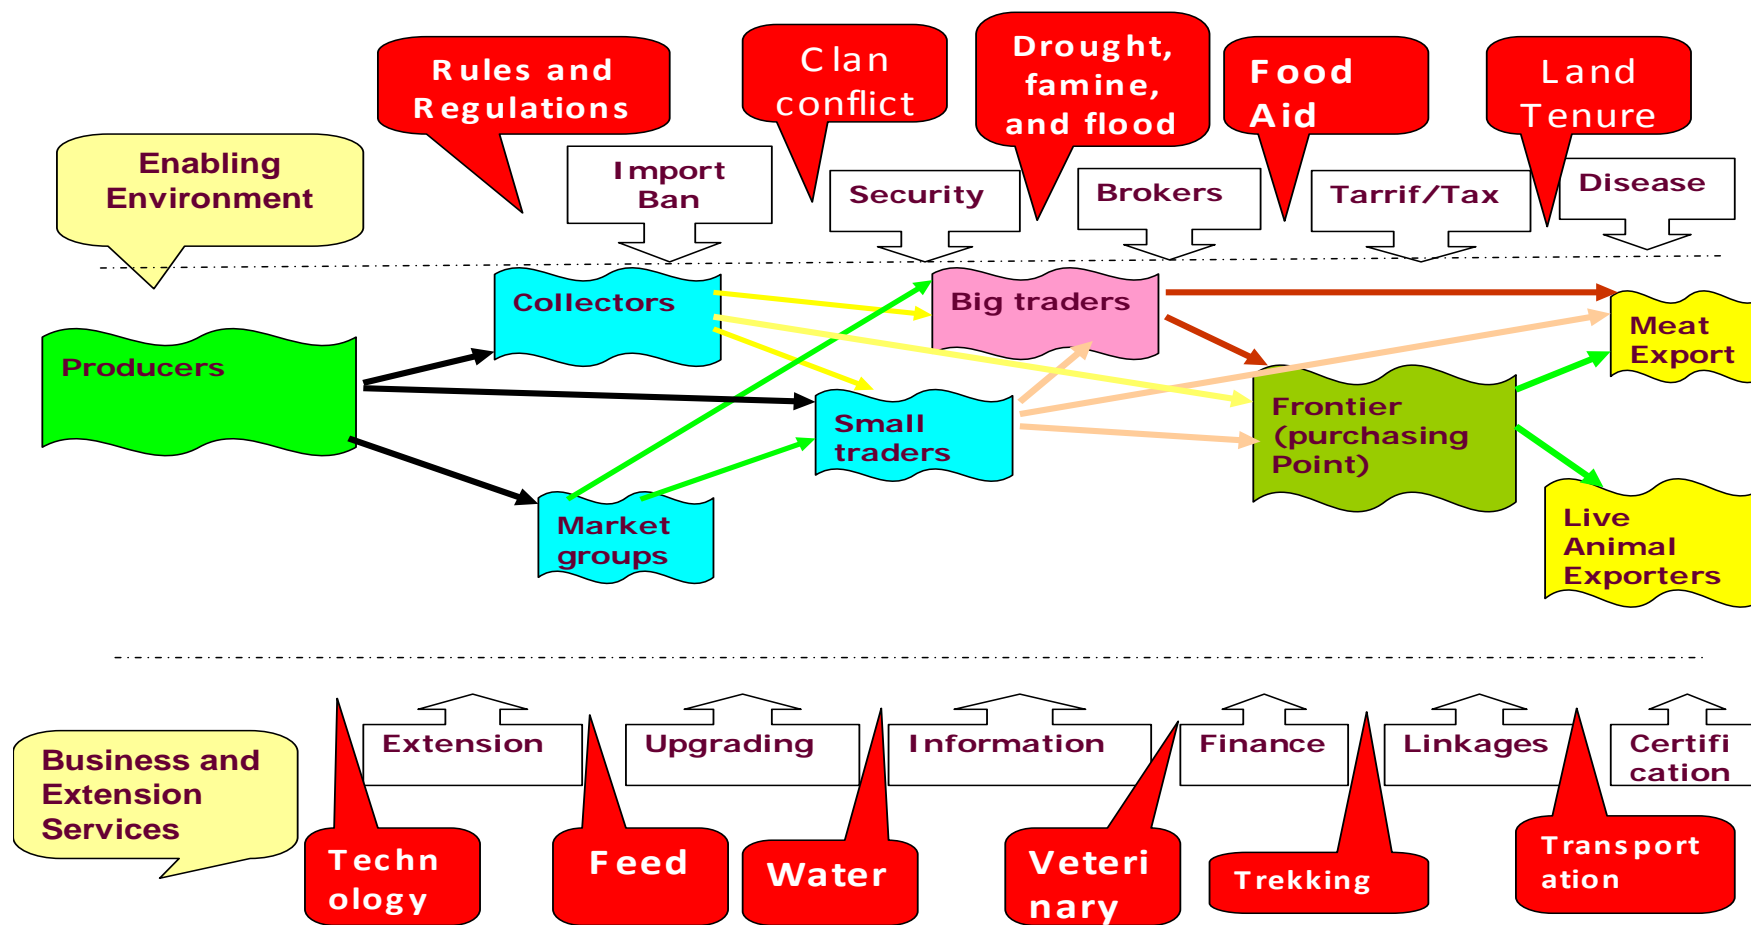 Rules and
Regulations
Clan
conflict
Drought,
famine,
and flood
Food
Aid
Land
Tenure
Enabling
Environment
Import
Ban
Security
Brokers
Tarrif/Tax
Disease
Collectors
Big traders
Meat
Export
Producers
Small
traders
Frontier
(purchasing
Point)
Market
groups
Live
Animal
Exporters
Business and
Extension
Services
Extension
Upgrading
Information
Finance
Linkages
Certifi
cation
Techn
ology
Feed
Water
Veteri
nary
Trekking
Transport
ation